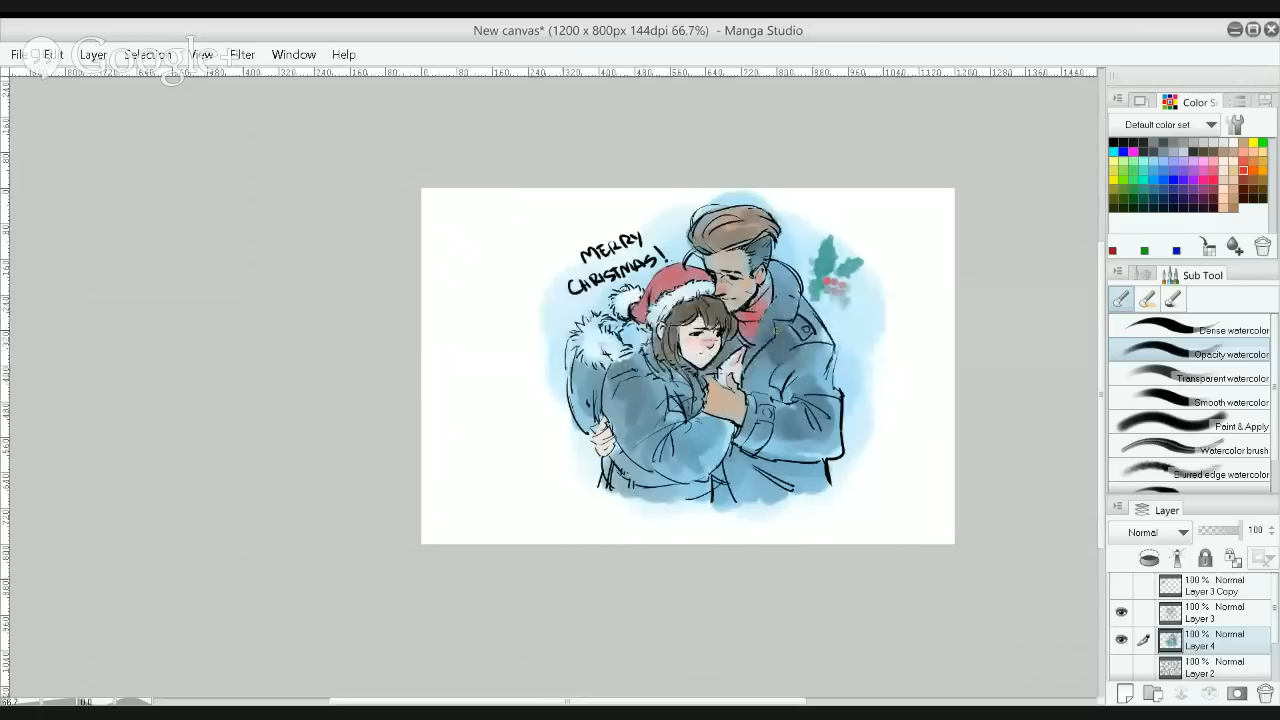 New canvas* (1200 x 800px 144dpi 66.7%) - Manga Studio
File Edit Layer Selection View Filter Window Help
Google+
MERRY
CHRISTMAS!
Color S
Default color set
Sub Tool
Dense watercolor
Opacity watercolor
Transparent watercolor
Smooth watercolor
Paint & Apply
Watercolor brush
Blurred edge watercolor
Layer
Normal 100
100 % Normal
Layer 3 Copy
100 % Normal
Layer 3
100 % Normal
Layer 4
100 % Normal
Layer 2